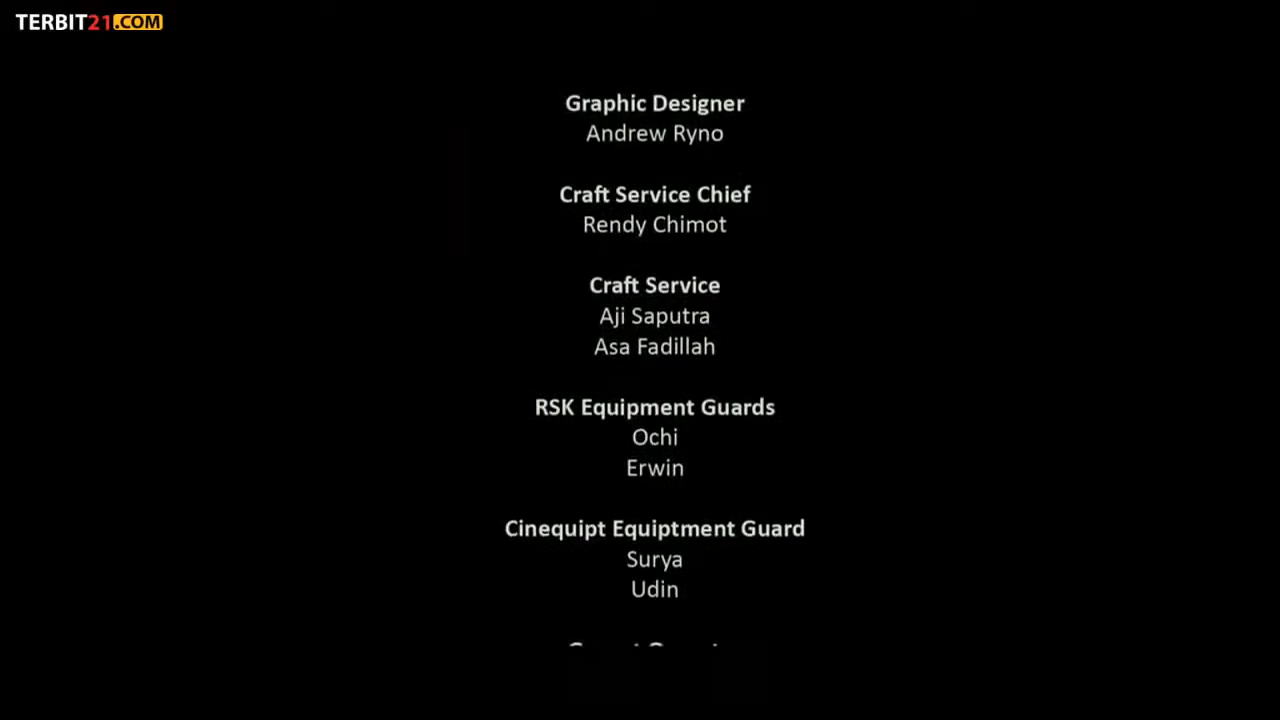 TERBIT21.COM
Graphic Designer
Andrew Ryno
Craft Service Chief
Rendy Chimot
Craft Service
Aji Saputra
Asa Fadillah
RSK Equipment Guards
Ochi
Erwin
Cinequipt Equiptment Guard
Surya
Udin